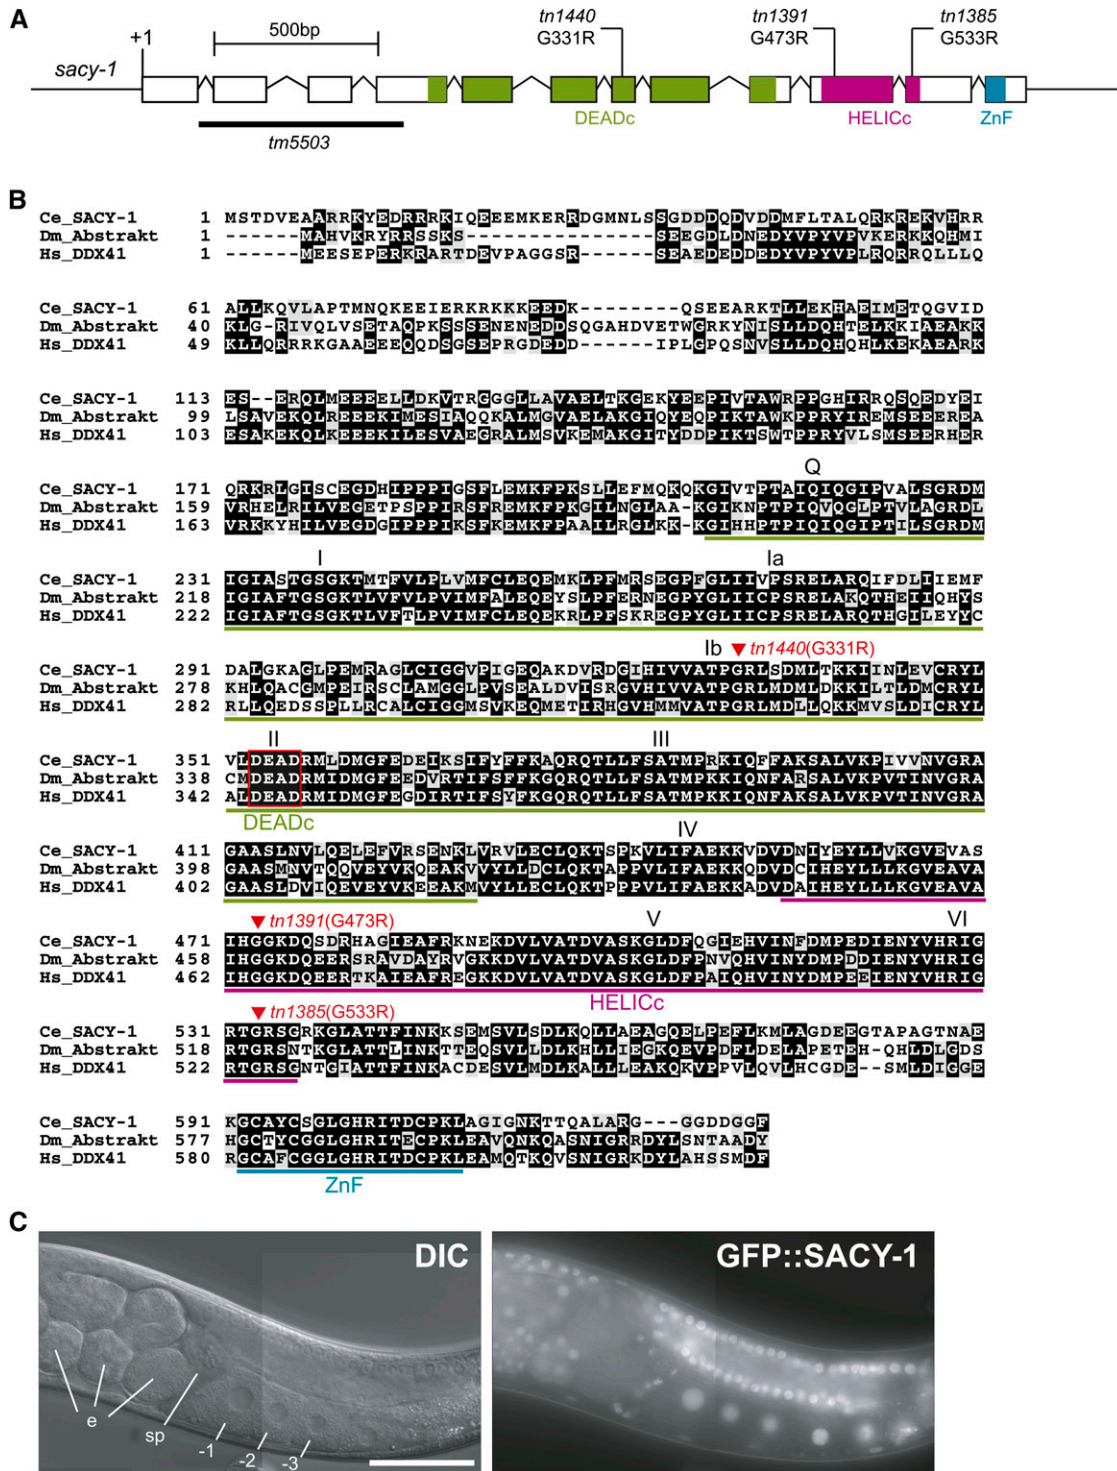 A
sacy-1
+1
500bp
tn1440
G331R
tn1391
G473R
tn1385
G533R
DEADc
HELICc
ZnF
tm5503
B
Ce_SACY-1 1 MSTDVEAARRKYEDRRRKIQEEEMKERRDGMNLSSGDDDQDVDDMFLTALQRKREKVHRR
Dm_Abstrakt 1 ------MAHVKRYRRSSKS---------------SEEGDLDNEDYVPYVPVKERKKQHMI
Hs_DDX41 1 ------MEESEPERKRARTDEVPAGGSR------SEAEDEDDEDYVPYVPLRQRRQLLLQ
Ce_SACY-1 61 ALLKQVLAPTMNQKEEIERKRKRKEEDK--------QSEEARKTLLEKHAEIMETQGVID
Dm_Abstrakt 40 KLG-RIVQLVSETAQPKSSSENENEDDSQGAHDVETWGRKYNISLLDQHTELKKIAEAKK
Hs_DDX41 49 KLLQRRRKGAAEEEQQDSGSEPRGDEDD------IPLGPQSNVSLLDQHQHLKEKAEARK
Ce_SACY-1 113 ES--ERQLMEEEEELLDKVTRGGGLLAVAELTKGEKYEEPIVTAWRPPGHIRRQSQEDYEI
Dm_Abstrakt 99 LSAVEKQLREEEKIMESIAQQKALMGVAELAKGIQYEQPIKTAWKPPRYIREMSEEEREA
Hs_DDX41 103 ESAKEKQLKEEEKILESVAEGRALMSVKEMAKGITYDDPIKTSWTPPRYVLSMSEERHER
Q
Ce_SACY-1 171 QRKRLGISCEGDHIPPPIGSFLEMKFPKSLLEFMQKQKGIVTPTAIQIQGIPVALSGRDM
Dm_Abstrakt 159 VRHELRILVEGETPSPPIRSFREMKFPKGILNGLAA-KGIKNPTPIQVQGLPTVLAGRDL
Hs_DDX41 163 VRKKYHILVEGDGIPPPIKSFKEMKFPAAILRGLKK-KGIHHPTPIQIQGIPTILSGRDM
I Ia
Ce_SACY-1 231 IGIASTGSGKTMTFVLPLVMFCLEQEMKLPFMRSEGPFGLIIVPSRELARQIFDLIIEMF
Dm_Abstrakt 218 IGIAFTGSGKTLVFVLPVIMFALEQEYSLPFERNEGPYGLIICPSRELAKQTHEIIQHYS
Hs_DDX41 222 IGIAFTGSGKTLVFTLPVIMFCLEQEKRLPFSKREGPYGLIICPSRELARQTHGILEYYC
Ib tn1440(G331R)
Ce_SACY-1 291 DALGKAGLPEMRAGLCIGGVPIGEQAKDVRDGIHIVVATPGRLSDMLTKKIINLEVCRYL
Dm_Abstrakt 278 KHLQACGMPEIRSCLAMGGLPVSEALDVISRGVHIVVATPGRLMDMLDKKILTLDMCRYL
Hs_DDX41 282 RLLQEDSSPLLRCALCIGGMSVKEQMETIRHGVHMMVATPGRLMDLLQKKMVSLDICRYL
II III
Ce_SACY-1 351 VLDEADRMLDMGFEDEIKSIFYFFKAQRQTLLFSATMPRKIQFFAKSALVKPIVVNVGRA
Dm_Abstrakt 338 CMDEADRMIDMGFEEDVRTIFSFFKGQRQTLLFSATMPKKIQNFARSALVKPVTINVGRA
Hs_DDX41 342 ALDEADRMIDMGFEGDIRTIFSYFKGQRQTLLFSATMPKKIQNFAKSALVKPVTINVGRA
DEADc
IV
Ce_SACY-1 411 GAASLNVLQELEFVRSENKLVRVLECLQKTSPKVLIFAEKKVDVDNIYEYLLVKGVEVAS
Dm_Abstrakt 398 GAASMNVTQQVEYVKQEAKVVYLLDCLQKTAPPVLIFAEKKQDVDCIHEYLLLKGVEAVA
Hs_DDX41 402 GAASLDVIQEVEYVKEEAKMVYLLECLQKTPPPVLIFAEKKADVDAIHEYLLLKGVEAVA
tn1391(G473R) V VI
Ce_SACY-1 471 IHGGKDQSDRHAGIEAFRKNEKDVLVATDVASKGLDFQGIEHVINFDMPEDIENYVHRIG
Dm_Abstrakt 458 IHGGKDQEERSRAVDAYRVGKKDVLVATDVASKGLDFPNVQHVINYDMPDDIENYVHRIG
Hs_DDX41 462 IHGGKDQEERTKAIEAFREGKKDVLVATDVASKGLDFPAIQHVINYDMPEEIENYVHRIG
HELICc
tn1385(G533R)
Ce_SACY-1 531 RTGRSGRKGLATTFINKKSEMSVLSDLKQLLAEAGQELPEFLKMLAGDEEGTAPAGTNAE
Dm_Abstrakt 518 RTGRSNTKGLATTLINKTTEQSVLLDLKHLLIEGKQEVPDFLDELAPETEH-QHLDLGDS
Hs_DDX41 522 RTGRSGNTGIATTFINKACDESVLMDLKALLLEAKQKVPPVLQVLHCGDE--SMLDIGGE
Ce_SACY-1 591 KGCAYCSGLGHRITDCPKLAGIGNKTTQALARG---GGDDGGF
Dm_Abstrakt 577 HGCTYCGGLGHRITECPKLEAVQNKQASNIGRRDYLSNTAADY
Hs_DDX41 580 RGCAFCGGLGHRITDCPKLEAMQTKQVSNIGRKDYLAHSSMDF
ZnF
C
DIC
e
sp
-1
-2
-3
GFP::SACY-1